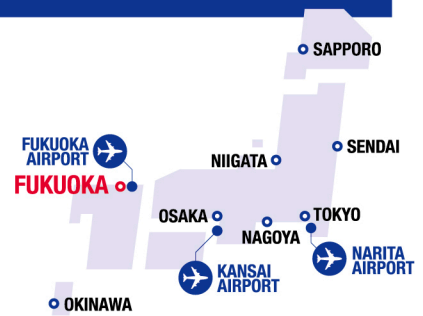 SAPPORO
SENDAI
FUKUOKA
AIRPORT
NIIGATA
FUKUOKA
OSAKA
TOKYO
NAGOYA
NARITA
AIRPORT
KANSAI
AIRPORT
OKINAWA